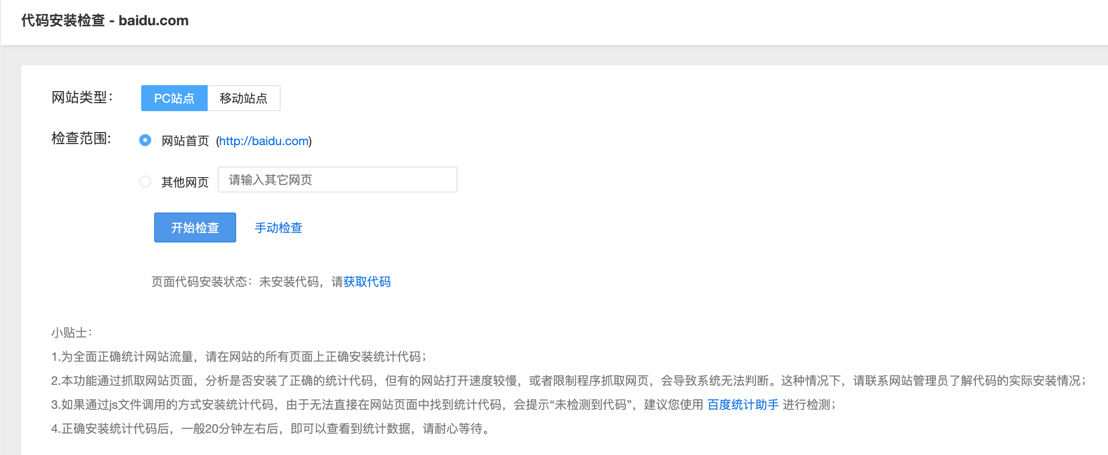 代码安装检查 - baidu.com
网站类型： PC站点 移动站点
检查范围: 网站首页 (http://baidu.com)
其他网页 请输入其它网页
开始检查 手动检查
页面代码安装状态：未安装代码，请获取代码
小贴士：
1.为全面正确统计网站流量，请在网站的所有页面上正确安装统计代码；
2.本功能通过抓取网站页面，分析是否安装了正确的统计代码，但有的网站打开速度较慢，或者限制程序抓取网页，会导致系统无法判断。这种情况下，请联系网站管理员了解代码的实际安装情况；
3.如果通过js文件调用的方式安装统计代码，由于无法直接在网站页面中找到统计代码，会提示“未检测到代码”，建议您使用 百度统计助手 进行检测；
4.正确安装统计代码后，一般20分钟左右后，即可以查看到统计数据，请耐心等待。